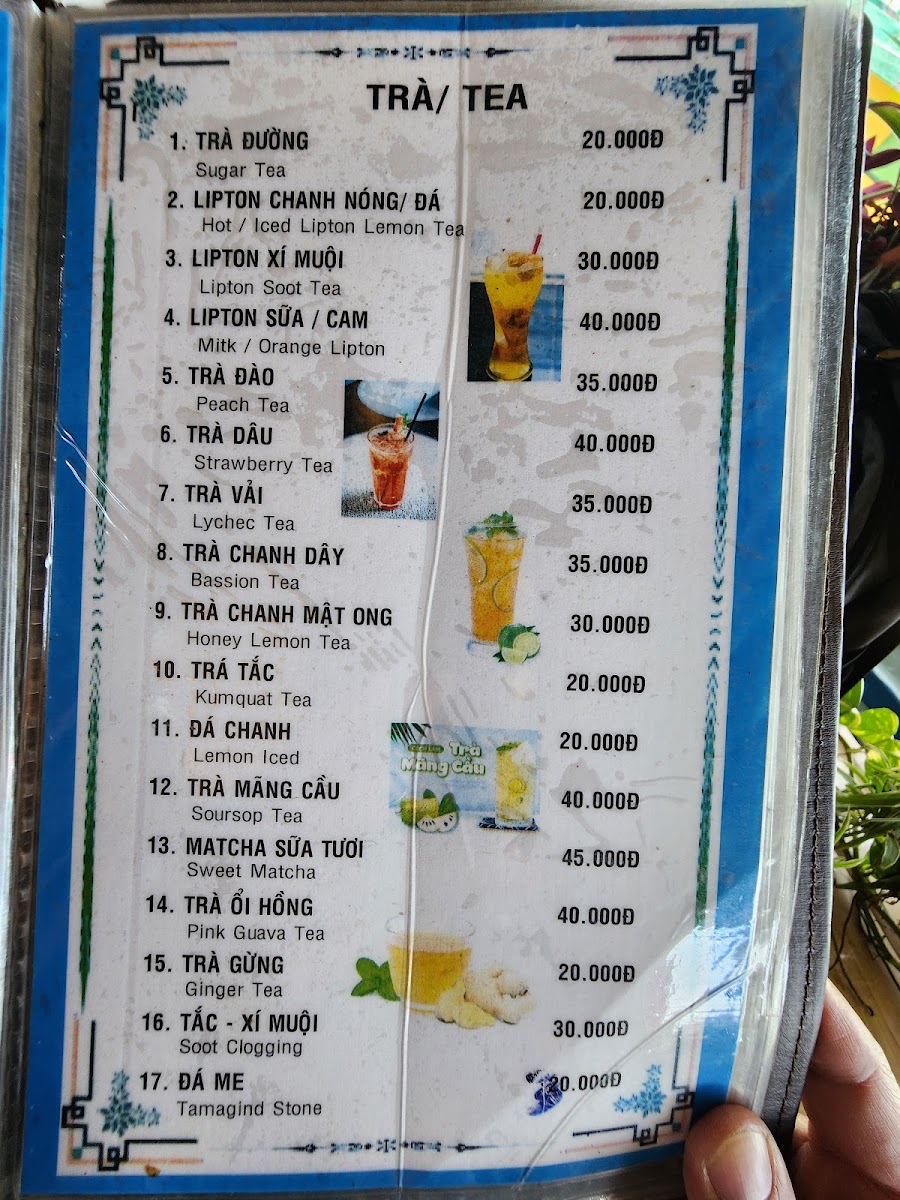 TRÀ/ TEA
1. TRÀ ĐƯỜNG 20.000Đ
Sugar Tea
2. LIPTON CHANH NÓNG/ ĐÁ 20.000Đ
Hot / Iced Lipton Lemon Tea
3. LIPTON XÍ MUỘI 30.000Đ
Lipton Soot Tea
4. LIPTON SỮA / CAM 40.000Đ
Mitk / Orange Lipton
5. TRÀ ĐÀO 35.000Đ
Peach Tea
6. TRÀ DÂU 40.000Đ
Strawberry Tea
7. TRÀ VẢI 35.000Đ
Lychec Tea
8. TRÀ CHANH DÂY 35.000Đ
Bassion Tea
9. TRÀ CHANH MẬT ONG 30.000Đ
Honey Lemon Tea
10. TRÁ TẮC 20.000Đ
Kumquat Tea
11. ĐÁ CHANH 20.000Đ
Lemon Iced
Trà
Mãng Cầu
12. TRÀ MÃNG CẦU 40.000Đ
Soursop Tea
13. MATCHA SỮA TƯƠI 45.000Đ
Sweet Matcha
14. TRÀ ỔI HỒNG 40.000Đ
Pink Guava Tea
15. TRÀ GỪNG 20.000Đ
Ginger Tea
16. TẮC - XÍ MUỘI 30.000Đ
Soot Clogging
17. ĐÁ ME 20.000Đ
Tamagind Stone